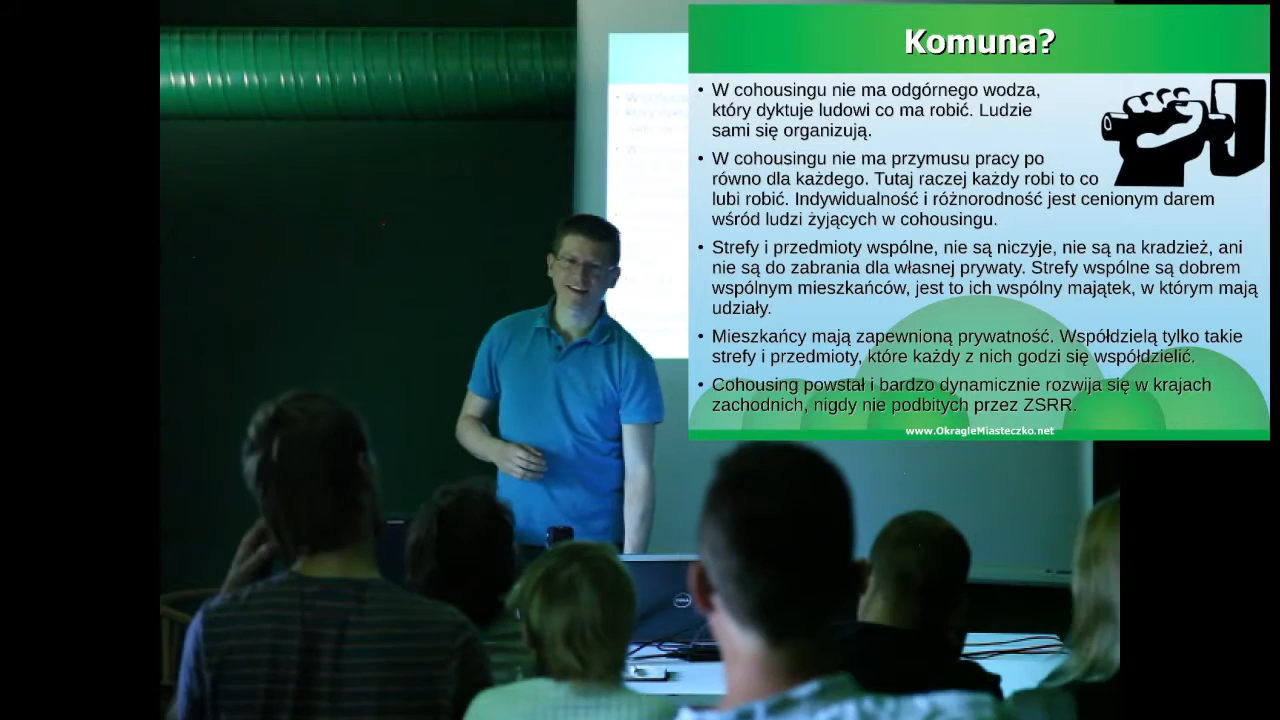 Komuna?
• W cohousingu nie ma odgórnego wodza,
który dyktuje ludowi co ma robić. Ludzie
sami się organizują.
• W cohousingu nie ma przymusu pracy po
równo dla każdego. Tutaj raczej każdy robi to co
lubi robić. Indywidualność i różnorodność jest cenionym darem
wśród ludzi żyjących w cohousingu.
• Strefy i przedmioty wspólne, nie są niczyje, nie są na kradzież, ani
nie są do zabrania dla własnej prywaty. Strefy wspólne są dobrem
wspólnym mieszkańców, jest to ich wspólny majątek, w którym mają
udziały.
• Mieszkańcy mają zapewnioną prywatność. Współdzielą tylko takie
strefy i przedmioty, które każdy z nich godzi się współdzielić.
• Cohousing powstał i bardzo dynamicznie rozwija się w krajach
zachodnich, nigdy nie podbitych przez ZSRR.
www.OkragleMiasteczko.net
DELL